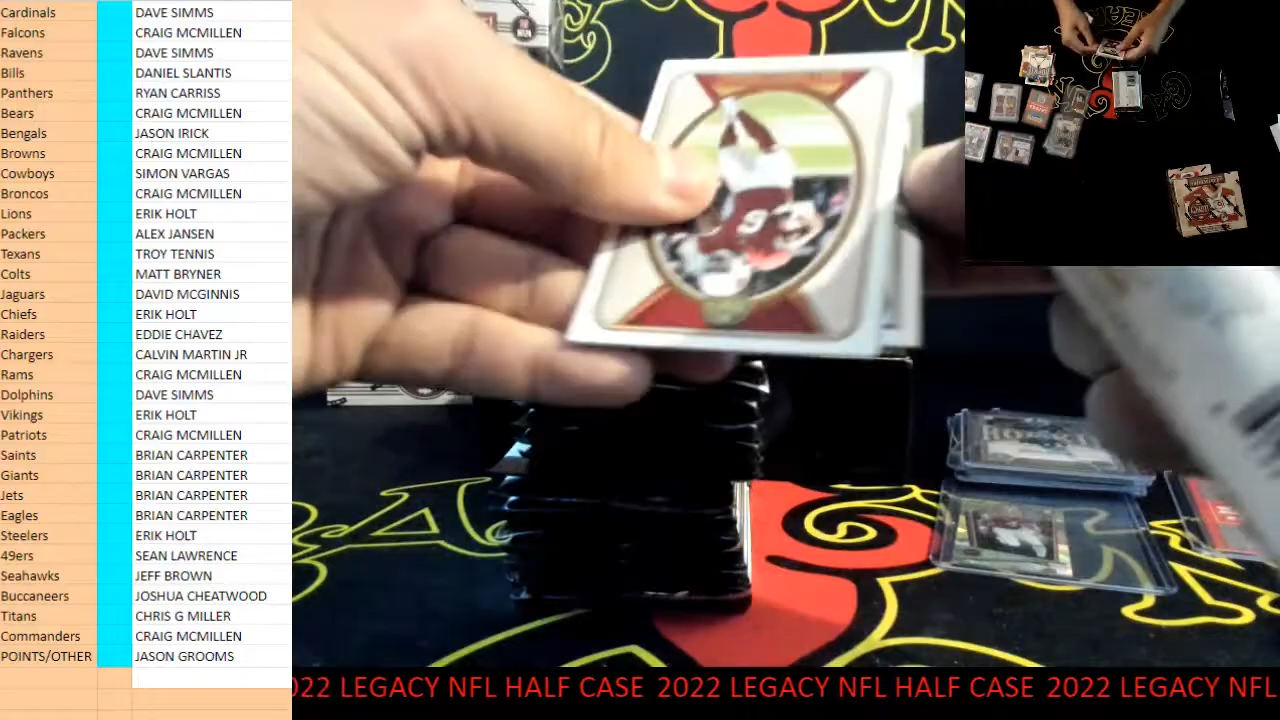 Cardinals DAVE SIMMS
Falcons CRAIG MCMILLEN
Ravens DAVE SIMMS
Bills DANIEL SLANTIS
Panthers RYAN CARRISS
Bears CRAIG MCMILLEN
Bengals JASON IRICK
Browns CRAIG MCMILLEN
Cowboys SIMON VARGAS
Broncos CRAIG MCMILLEN
Lions ERIK HOLT
Packers ALEX JANSEN
Texans TROY TENNIS
Colts MATT BRYNER
Jaguars DAVID MCGINNIS
Chiefs ERIK HOLT
Raiders EDDIE CHAVEZ
Chargers CALVIN MARTIN JR
Rams CRAIG MCMILLEN
Dolphins DAVE SIMMS
Vikings ERIK HOLT
Patriots CRAIG MCMILLEN
Saints BRIAN CARPENTER
Giants BRIAN CARPENTER
Jets BRIAN CARPENTER
Eagles BRIAN CARPENTER
Steelers ERIK HOLT
49ers SEAN LAWRENCE
Seahawks JEFF BROWN
Buccaneers JOSHUA CHEATWOOD
Titans CHRIS G MILLER
Commanders CRAIG MCMILLEN
POINTS/OTHER JASON GROOMS
022 LEGACY NFL HALF CASE 2022 LEGACY NFL HALF CASE 2022 LEGACY NFL